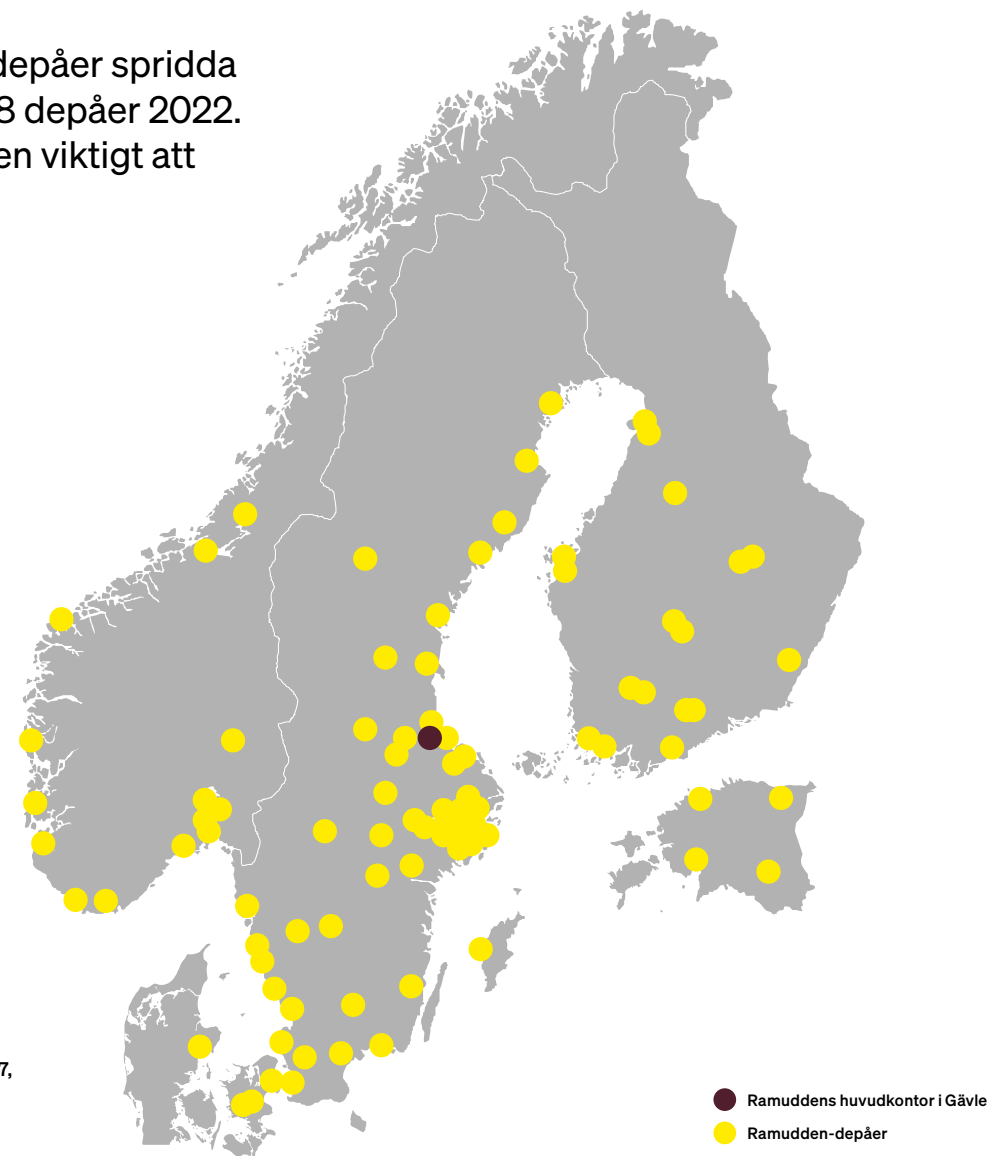 depåer spridda
8 depåer 2022.
en viktigt att
7,
Ramuddens huvudkontor i Gävle
Ramudden-depåer